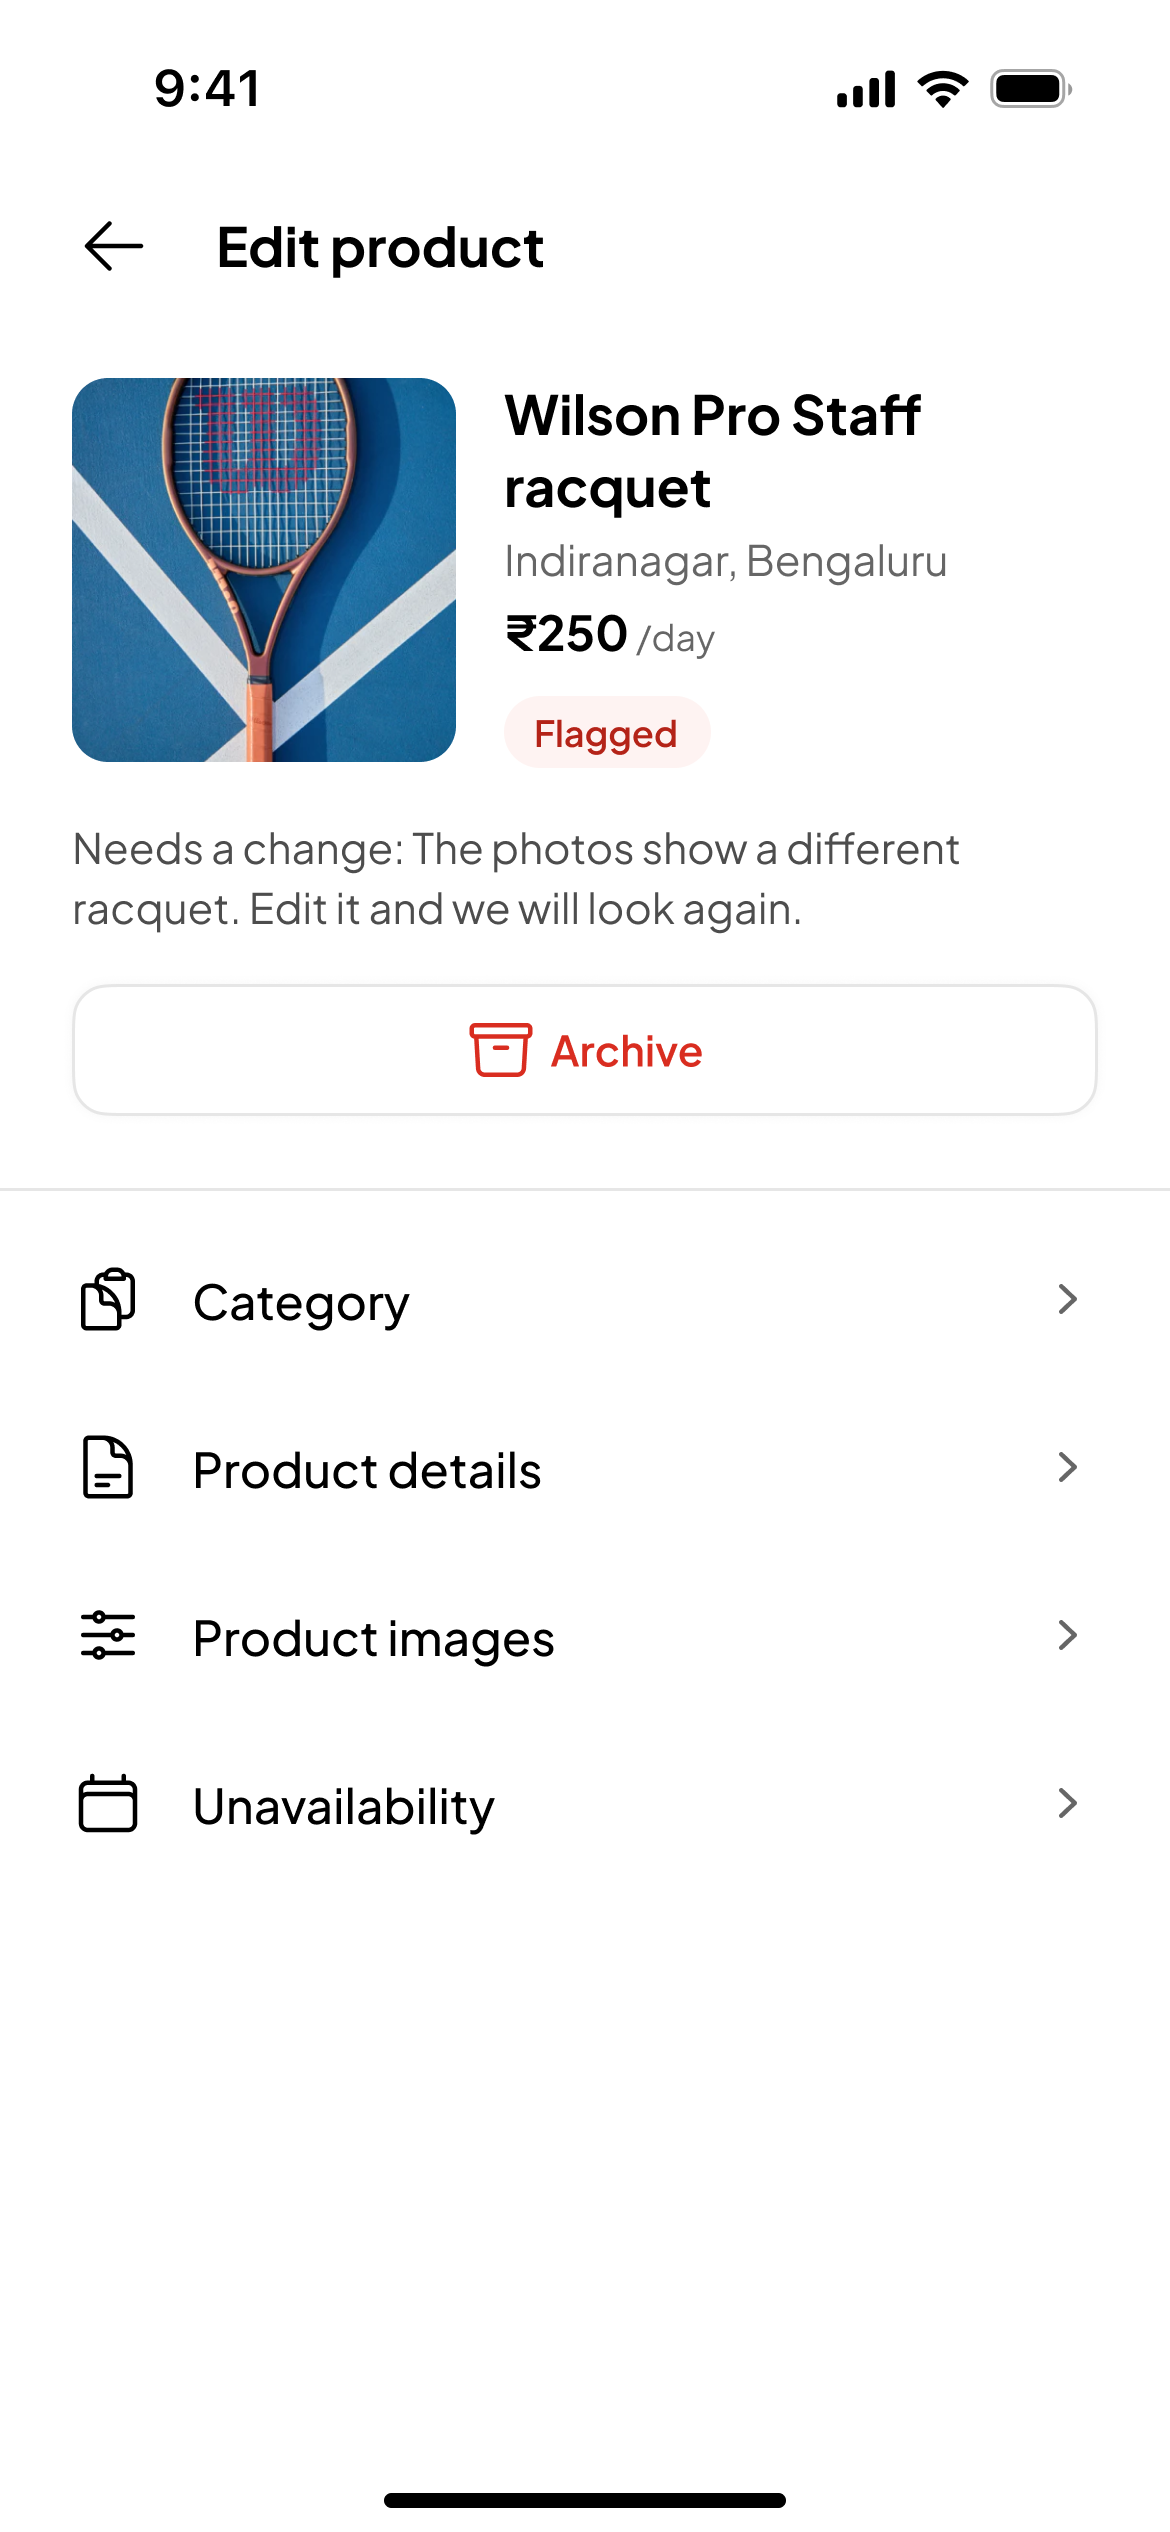 9:41
Edit product
Wilson Pro Staff
racquet
Indiranagar, Bengaluru
₹250 /day
Flagged
Needs a change: The photos show a different
racquet. Edit it and we will look again.
Archive
Category
Product details
Product images
Unavailability